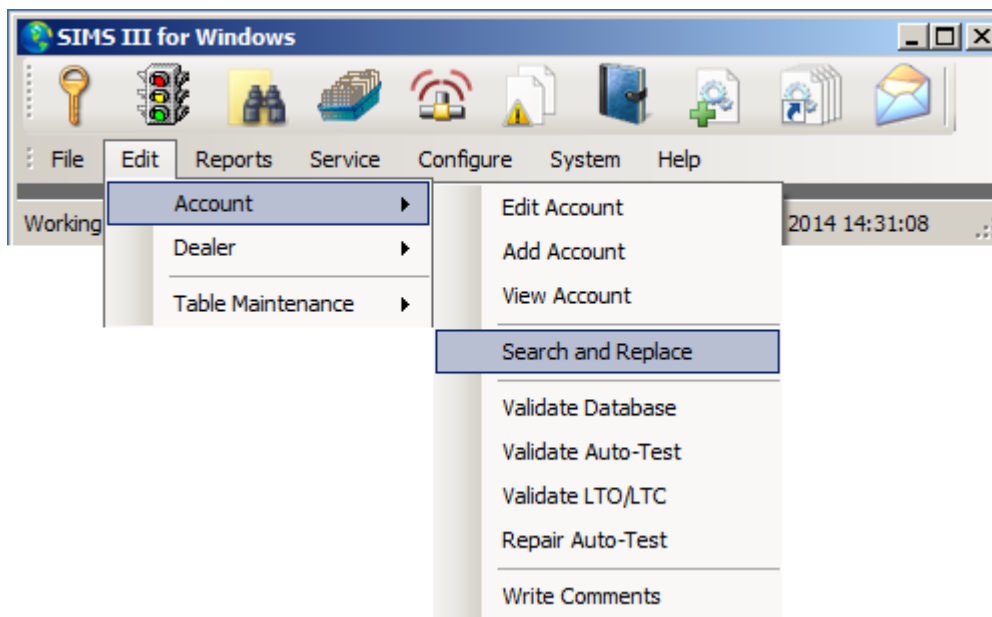 SIMS III for Windows
File Edit Reports Service Configure System Help
Working
2014 14:31:08
Account
Dealer
Table Maintenance
Edit Account
Add Account
View Account
Search and Replace
Validate Database
Validate Auto-Test
Validate LTO/LTC
Repair Auto-Test
Write Comments